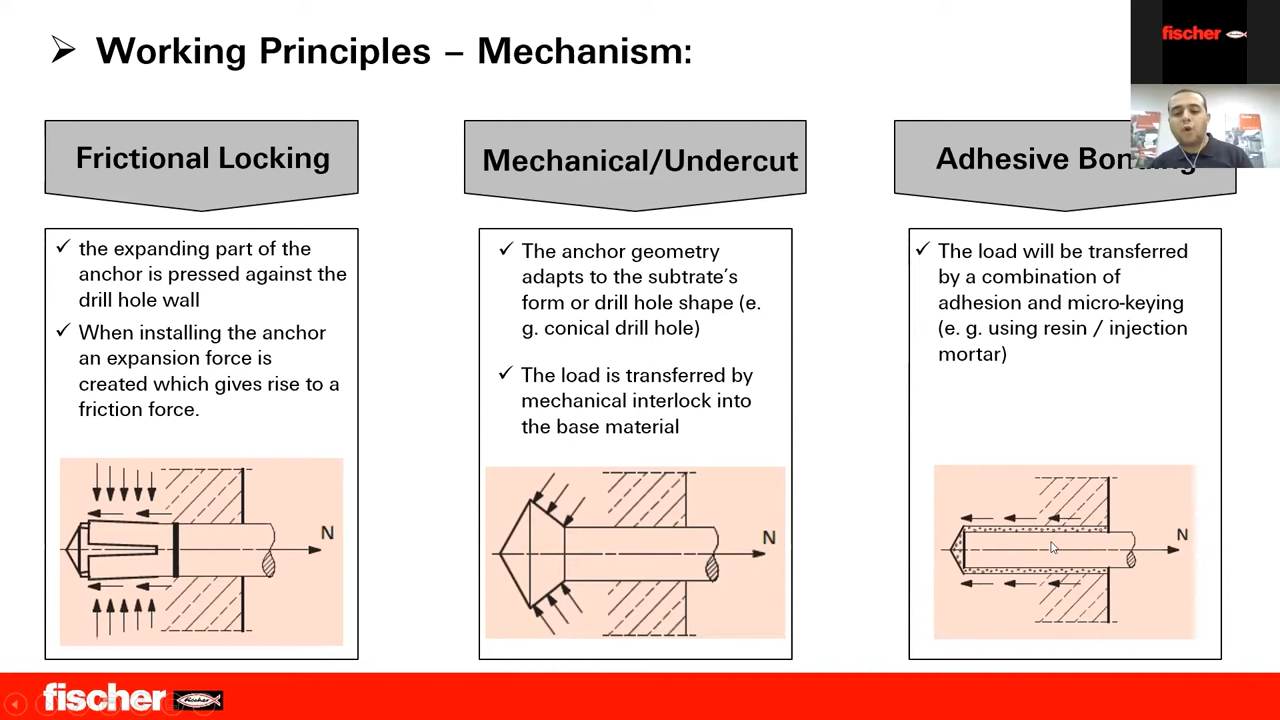 Working Principles – Mechanism:
fischer
Frictional Locking
the expanding part of the
anchor is pressed against the
drill hole wall
When installing the anchor
an expansion force is
created which gives rise to a
friction force.
N
Mechanical/Undercut
The anchor geometry
adapts to the subtrate's
form or drill hole shape (e.
g. conical drill hole)
The load is transferred by
mechanical interlock into
the base material
N
Adhesive
The load will be transferred
by a combination of
adhesion and micro-keying
(e. g. using resin / injection
mortar)
N
fischer
fischer